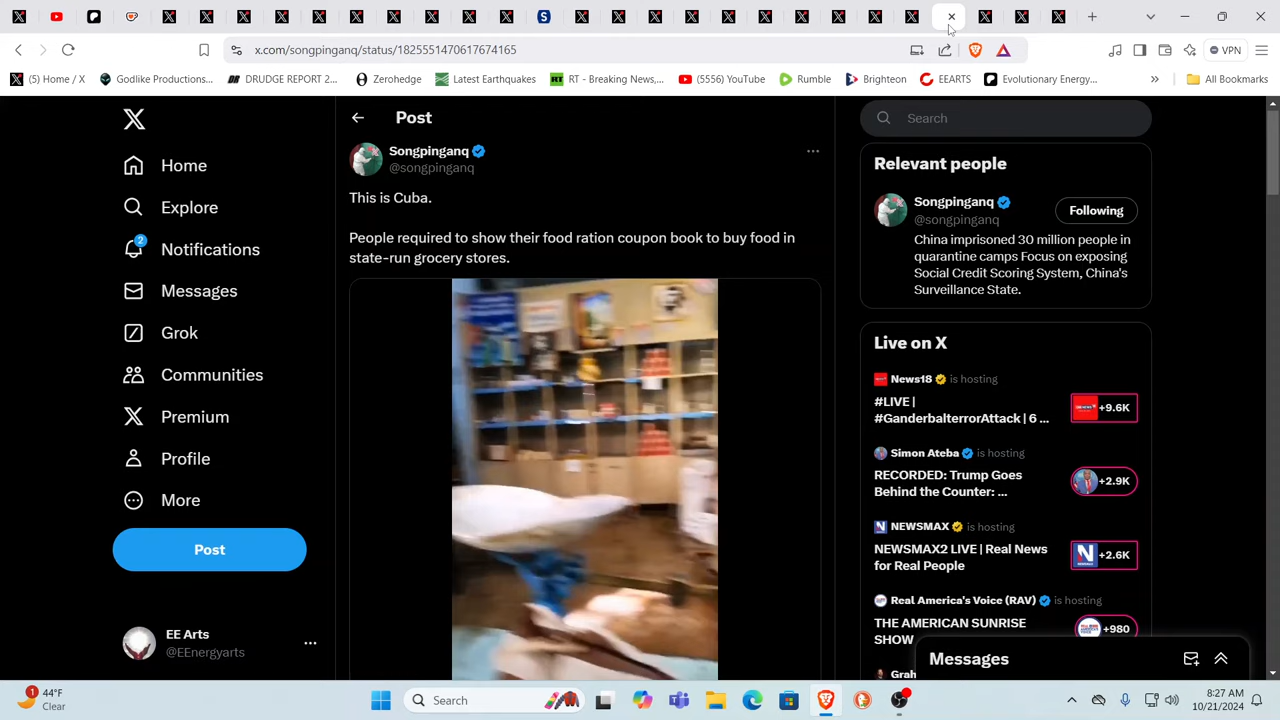 x.com/songpinganq/status/1825551470617674165
VPN
(5) Home / X
Godlike Productions...
DRUDGE REPORT 2...
Zerohedge
Latest Earthquakes
RT - Breaking News,...
(5555) YouTube
Rumble
Brighteon
EEARTS
Evolutionary Energy...
»
All Bookmarks
Home
Explore
2
Notifications
Messages
Grok
Communities
Premium
Profile
More
Post
EE Arts
@EEnergyarts
Post
Songpinganq
@songpinganq
This is Cuba.
People required to show their food ration coupon book to buy food in
state-run grocery stores.
Search
Relevant people
Songpinganq
@songpinganq
Following
China imprisoned 30 million people in
quarantine camps Focus on exposing
Social Credit Scoring System, China's
Surveillance State.
Live on X
News18 is hosting
#LIVE |
#GanderbalterrorAttack | 6 ...
+9.6K
Simon Ateba is hosting
RECORDED: Trump Goes
Behind the Counter: ...
+2.9K
NEWSMAX is hosting
NEWSMAX2 LIVE | Real News
for Real People
+2.6K
Real America's Voice (RAV) is hosting
THE AMERICAN SUNRISE
SHOW
+980
Grah
Messages
1
44°F
Clear
Search
8:27 AM
10/21/2024